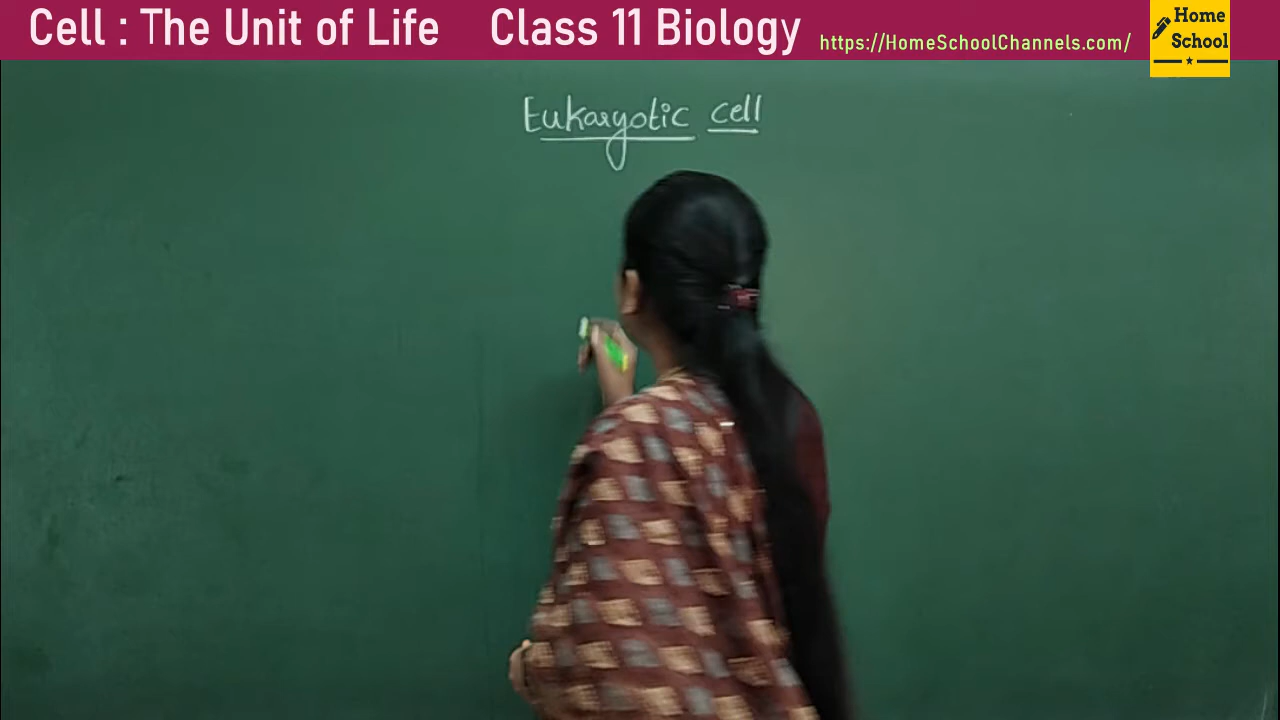 Cell : The Unit of Life Class 11 Biology https://HomeSchoolChannels.com/
Home
School
Eukaryotic cell